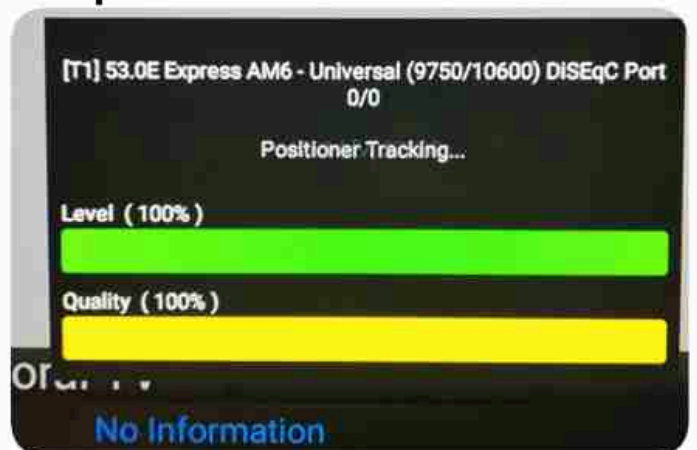 [T1] 53.0E Express AM6 - Universal (9750/10600) DiSEqC Port
0/0
Positioner Tracking...
Level ( 100% )
Quality ( 100% )
TV
No Information